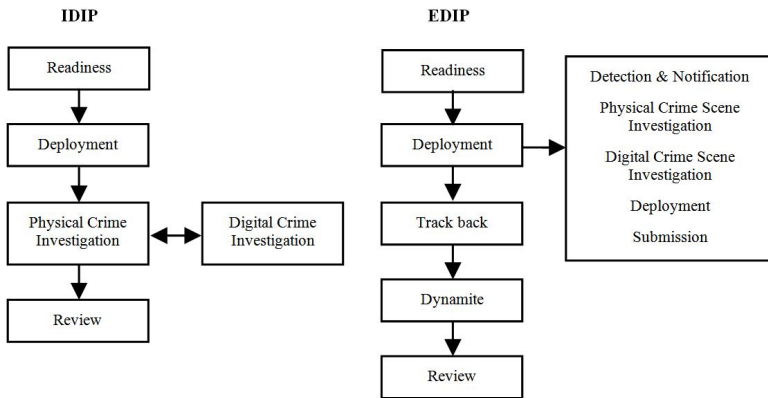 IDIP
Readiness
Deployment
Physical Crime
Investigation
Digital Crime
Investigation
Review
EDIP
Readiness
Deployment
Track back
Dynamite
Review
Detection & Notification
Physical Crime Scene
Investigation
Digital Crime Scene
Investigation
Deployment
Submission